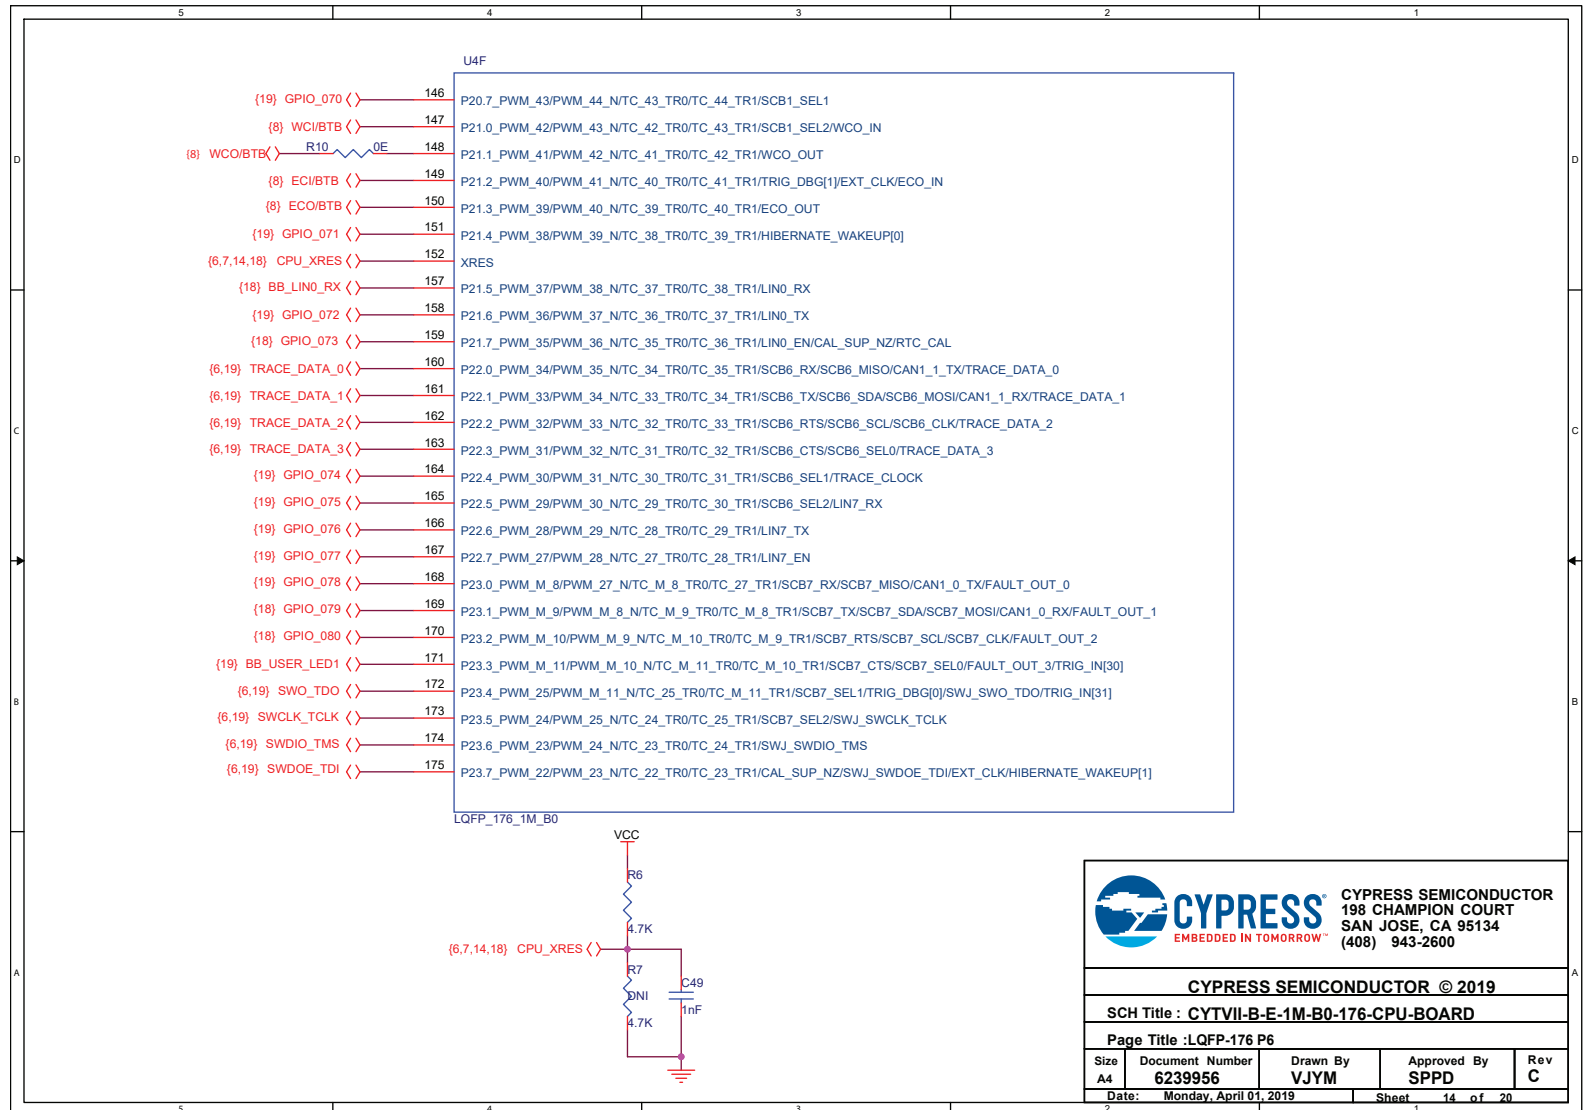 5 4 3 2 1
U4F
{19} GPIO_070 146 P20.7_PWM_43/PWM_44_N/TC_43_TR0/TC_44_TR1/SCB1_SEL1
{8} WCI/BTB 147 P21.0_PWM_42/PWM_43_N/TC_42_TR0/TC_43_TR1/SCB1_SEL2/WCO_IN
{8} WCO/BTB R10 0E 148 P21.1_PWM_41/PWM_42_N/TC_41_TR0/TC_42_TR1/WCO_OUT
D D
{8} ECI/BTB 149 P21.2_PWM_40/PWM_41_N/TC_40_TR0/TC_41_TR1/TRIG_DBG[1]/EXT_CLK/ECO_IN
{8} ECO/BTB 150 P21.3_PWM_39/PWM_40_N/TC_39_TR0/TC_40_TR1/ECO_OUT
{19} GPIO_071 151 P21.4_PWM_38/PWM_39_N/TC_38_TR0/TC_39_TR1/HIBERNATE_WAKEUP[0]
{6,7,14,18} CPU_XRES 152 XRES
{18} BB_LIN0_RX 157 P21.5_PWM_37/PWM_38_N/TC_37_TR0/TC_38_TR1/LIN0_RX
{19} GPIO_072 158 P21.6_PWM_36/PWM_37_N/TC_36_TR0/TC_37_TR1/LIN0_TX
{18} GPIO_073 159 P21.7_PWM_35/PWM_36_N/TC_35_TR0/TC_36_TR1/LIN0_EN/CAL_SUP_NZ/RTC_CAL
{6,19} TRACE_DATA_0 160 P22.0_PWM_34/PWM_35_N/TC_34_TR0/TC_35_TR1/SCB6_RX/SCB6_MISO/CAN1_1_TX/TRACE_DATA_0
{6,19} TRACE_DATA_1 161 P22.1_PWM_33/PWM_34_N/TC_33_TR0/TC_34_TR1/SCB6_TX/SCB6_SDA/SCB6_MOSI/CAN1_1_RX/TRACE_DATA_1
{6,19} TRACE_DATA_2 162 P22.2_PWM_32/PWM_33_N/TC_32_TR0/TC_33_TR1/SCB6_RTS/SCB6_SCL/SCB6_CLK/TRACE_DATA_2
C C
{6,19} TRACE_DATA_3 163 P22.3_PWM_31/PWM_32_N/TC_31_TR0/TC_32_TR1/SCB6_CTS/SCB6_SEL0/TRACE_DATA_3
{19} GPIO_074 164 P22.4_PWM_30/PWM_31_N/TC_30_TR0/TC_31_TR1/SCB6_SEL1/TRACE_CLOCK
{19} GPIO_075 165 P22.5_PWM_29/PWM_30_N/TC_29_TR0/TC_30_TR1/SCB6_SEL2/LIN7_RX
{19} GPIO_076 166 P22.6_PWM_28/PWM_29_N/TC_28_TR0/TC_29_TR1/LIN7_TX
{19} GPIO_077 167 P22.7_PWM_27/PWM_28_N/TC_27_TR0/TC_28_TR1/LIN7_EN
{19} GPIO_078 168 P23.0_PWM_M_8/PWM_27_N/TC_M_8_TR0/TC_27_TR1/SCB7_RX/SCB7_MISO/CAN1_0_TX/FAULT_OUT_0
{18} GPIO_079 169 P23.1_PWM_M_9/PWM_M_8_N/TC_M_9_TR0/TC_M_8_TR1/SCB7_TX/SCB7_SDA/SCB7_MOSI/CAN1_0_RX/FAULT_OUT_1
{18} GPIO_080 170 P23.2_PWM_M_10/PWM_M_9_N/TC_M_10_TR0/TC_M_9_TR1/SCB7_RTS/SCB7_SCL/SCB7_CLK/FAULT_OUT_2
{19} BB_USER_LED1 171 P23.3_PWM_M_11/PWM_M_10_N/TC_M_11_TR0/TC_M_10_TR1/SCB7_CTS/SCB7_SEL0/FAULT_OUT_3/TRIG_IN[30]
{6,19} SWO_TDO 172 P23.4_PWM_25/PWM_M_11_N/TC_25_TR0/TC_M_11_TR1/SCB7_SEL1/TRIG_DBG[0]/SWJ_SWO_TDO/TRIG_IN[31]
B B
{6,19} SWCLK_TCLK 173 P23.5_PWM_24/PWM_25_N/TC_24_TR0/TC_25_TR1/SCB7_SEL2/SWJ_SWCLK_TCLK
{6,19} SWDIO_TMS 174 P23.6_PWM_23/PWM_24_N/TC_23_TR0/TC_24_TR1/SWJ_SWDIO_TMS
{6,19} SWDOE_TDI 175 P23.7_PWM_22/PWM_23_N/TC_22_TR0/TC_23_TR1/CAL_SUP_NZ/SWJ_SWDOE_TDI/EXT_CLK/HIBERNATE_WAKEUP[1]
LQFP_176_1M_B0
VCC
R6
4.7K
{6,7,14,18} CPU_XRES
R7
DNI
4.7K
C49
1nF
A A
CYPRESS
EMBEDDED IN TOMORROW™
CYPRESS SEMICONDUCTOR
198 CHAMPION COURT
SAN JOSE, CA 95134
(408) 943-2600
CYPRESS SEMICONDUCTOR © 2019
SCH Title : CYTVII-B-E-1M-B0-176-CPU-BOARD
Page Title :LQFP-176 P6
Size Document Number Drawn By Approved By Rev
A4 6239956 VJYM SPPD C
Date: Monday, April 01, 2019 Sheet 14 of 20
5 4 3 2 1